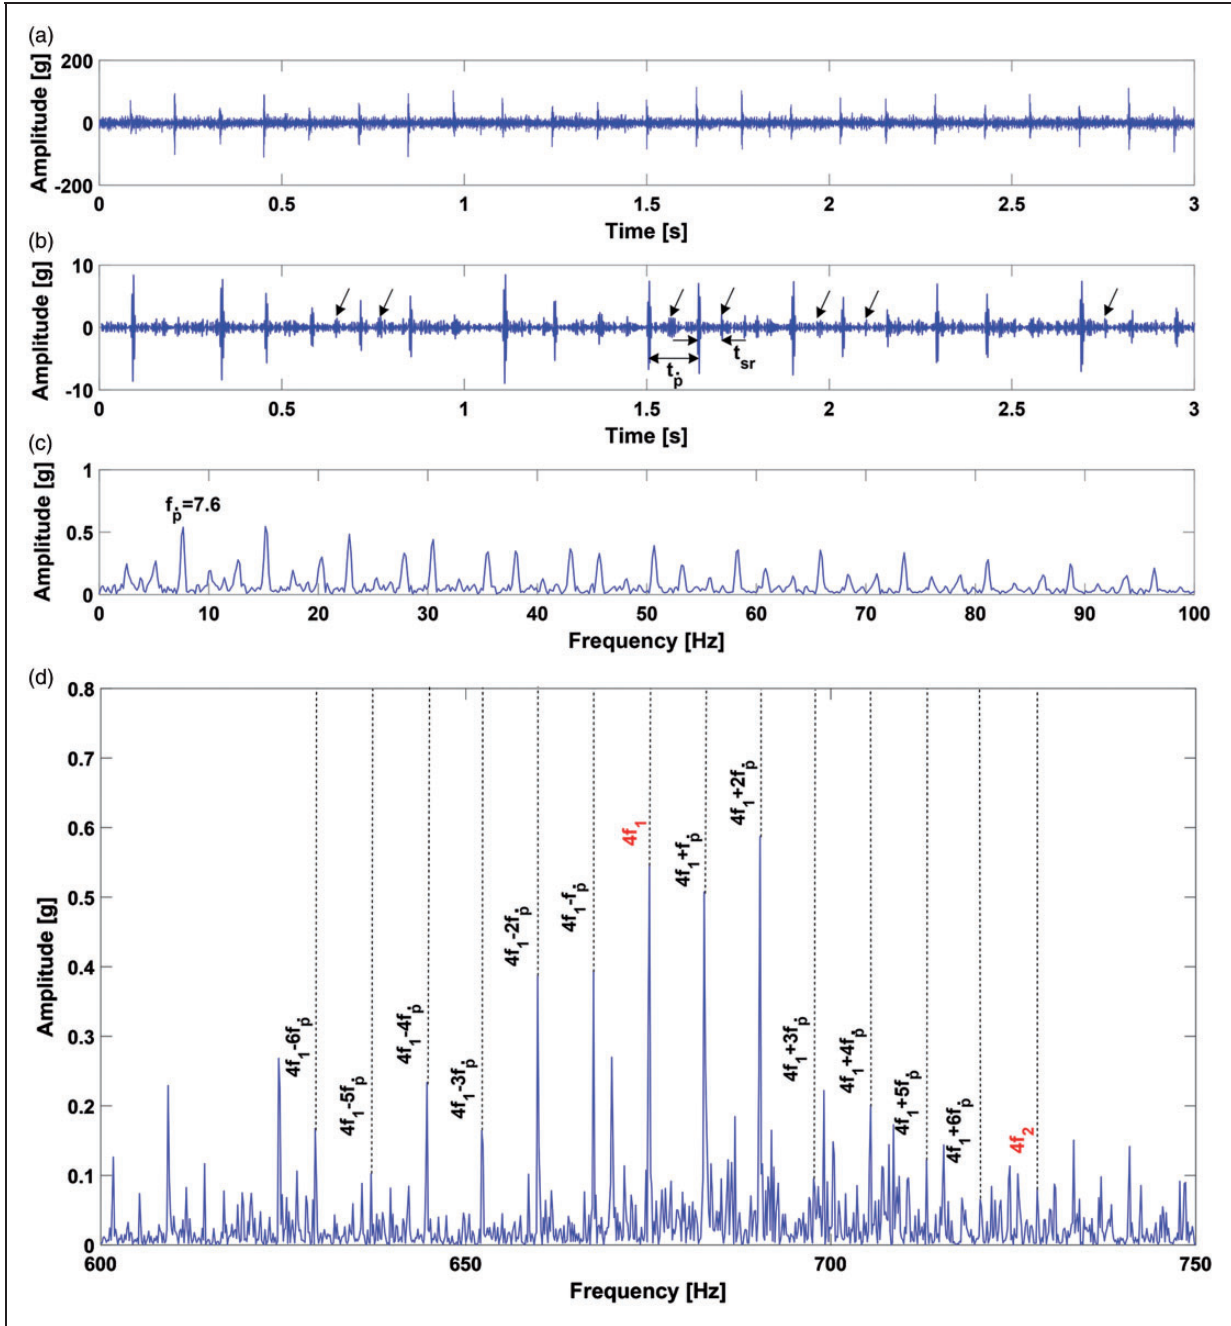 (a)
Amplitude [g]
200
0
-200
0 0.5 1 1.5 2 2.5 3
Time [s]
(b)
Amplitude [g]
10
0
-10
t_sr
t_ṗ
0 0.5 1 1.5 2 2.5 3
Time [s]
(c)
Amplitude [g]
1
0.5
0
f_ṗ=7.6
0 10 20 30 40 50 60 70 80 90 100
Frequency [Hz]
(d)
Amplitude [g]
0.8
0.7
0.6
0.5
0.4
0.3
0.2
0.1
0
4f_1-6f_ṗ
4f_1-5f_ṗ
4f_1-4f_ṗ
4f_1-3f_ṗ
4f_1-2f_ṗ
4f_1-f_ṗ
4f_1
4f_1+f_ṗ
4f_1+2f_ṗ
4f_1+3f_ṗ
4f_1+4f_ṗ
4f_1+5f_ṗ
4f_1+6f_ṗ
4f_2
600 650 700 750
Frequency [Hz]